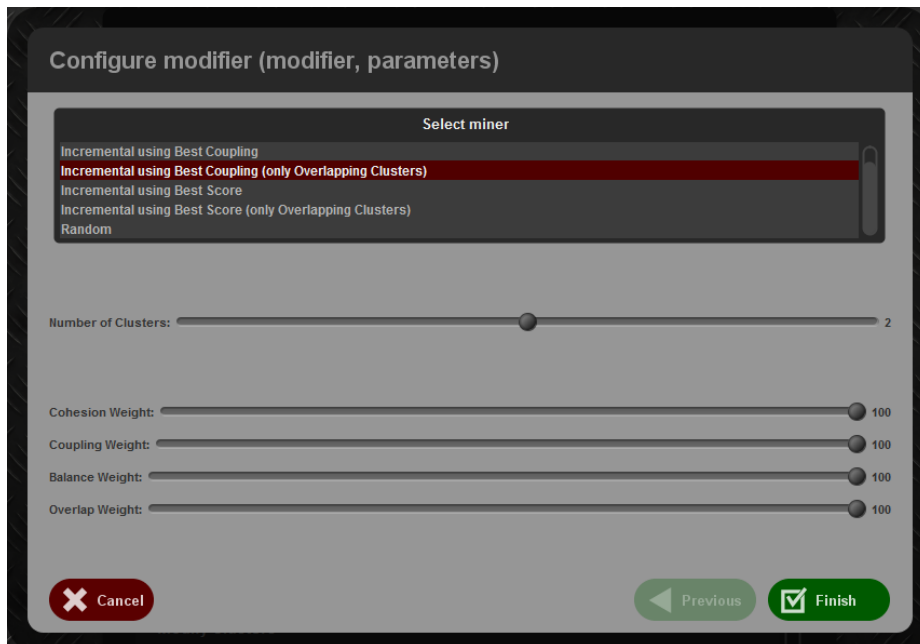 Configure modifier (modifier, parameters)
Select miner
Incremental using Best Coupling
Incremental using Best Coupling (only Overlapping Clusters)
Incremental using Best Score
Incremental using Best Score (only Overlapping Clusters)
Random
Number of Clusters: 2
Cohesion Weight: 100
Coupling Weight: 100
Balance Weight: 100
Overlap Weight: 100
Cancel Previous Finish
Modify Clusters